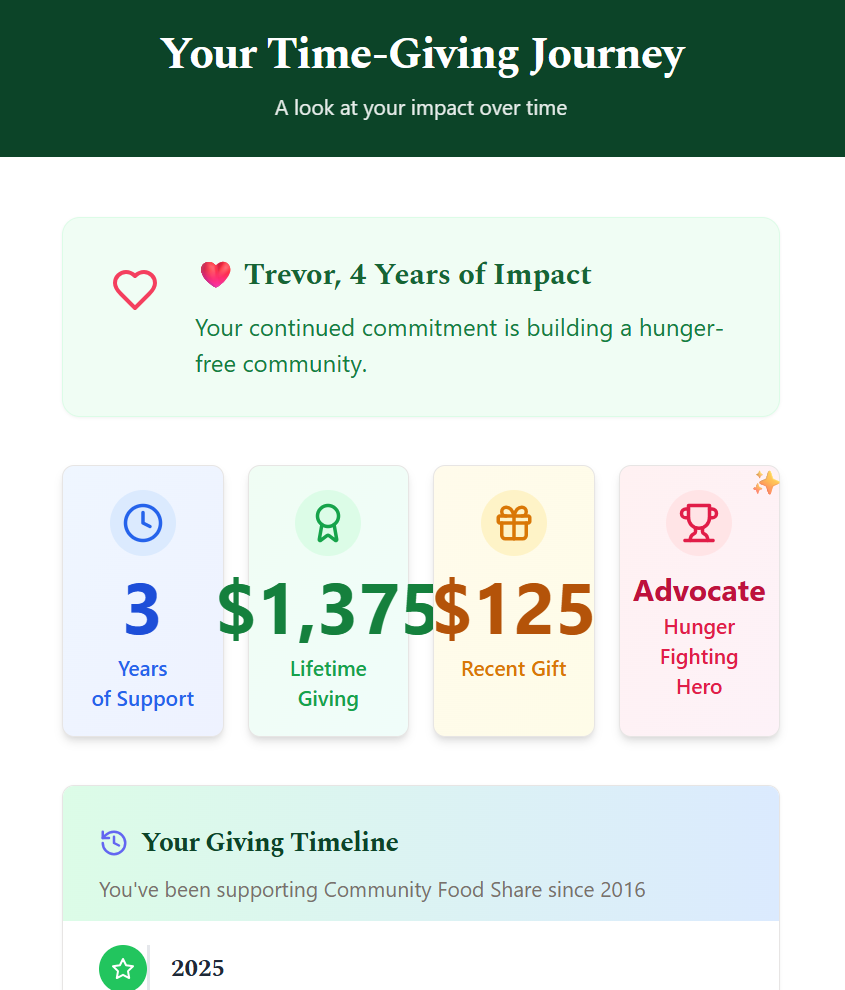 Your Time-Giving Journey
A look at your impact over time
Trevor, 4 Years of Impact
Your continued commitment is building a hunger-
free community.
3
Years
of Support
$1,375
Lifetime
Giving
$125
Recent Gift
Advocate
Hunger
Fighting
Hero
Your Giving Timeline
You've been supporting Community Food Share since 2016
2025